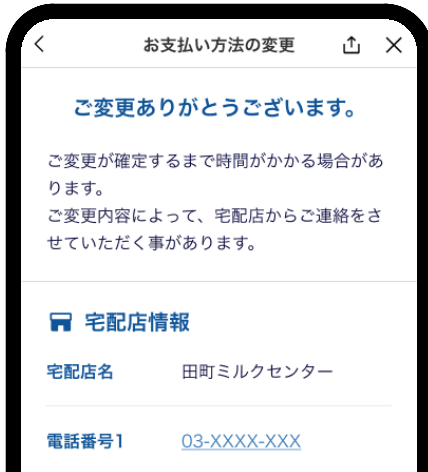 お支払い方法の変更
ご変更ありがとうございます。
ご変更が確定するまで時間がかかる場合があ
ります。
ご変更内容によって、宅配店からご連絡をさ
せていただく事があります。
宅配店情報
宅配店名 田町ミルクセンター
電話番号1 03-XXXX-XXX